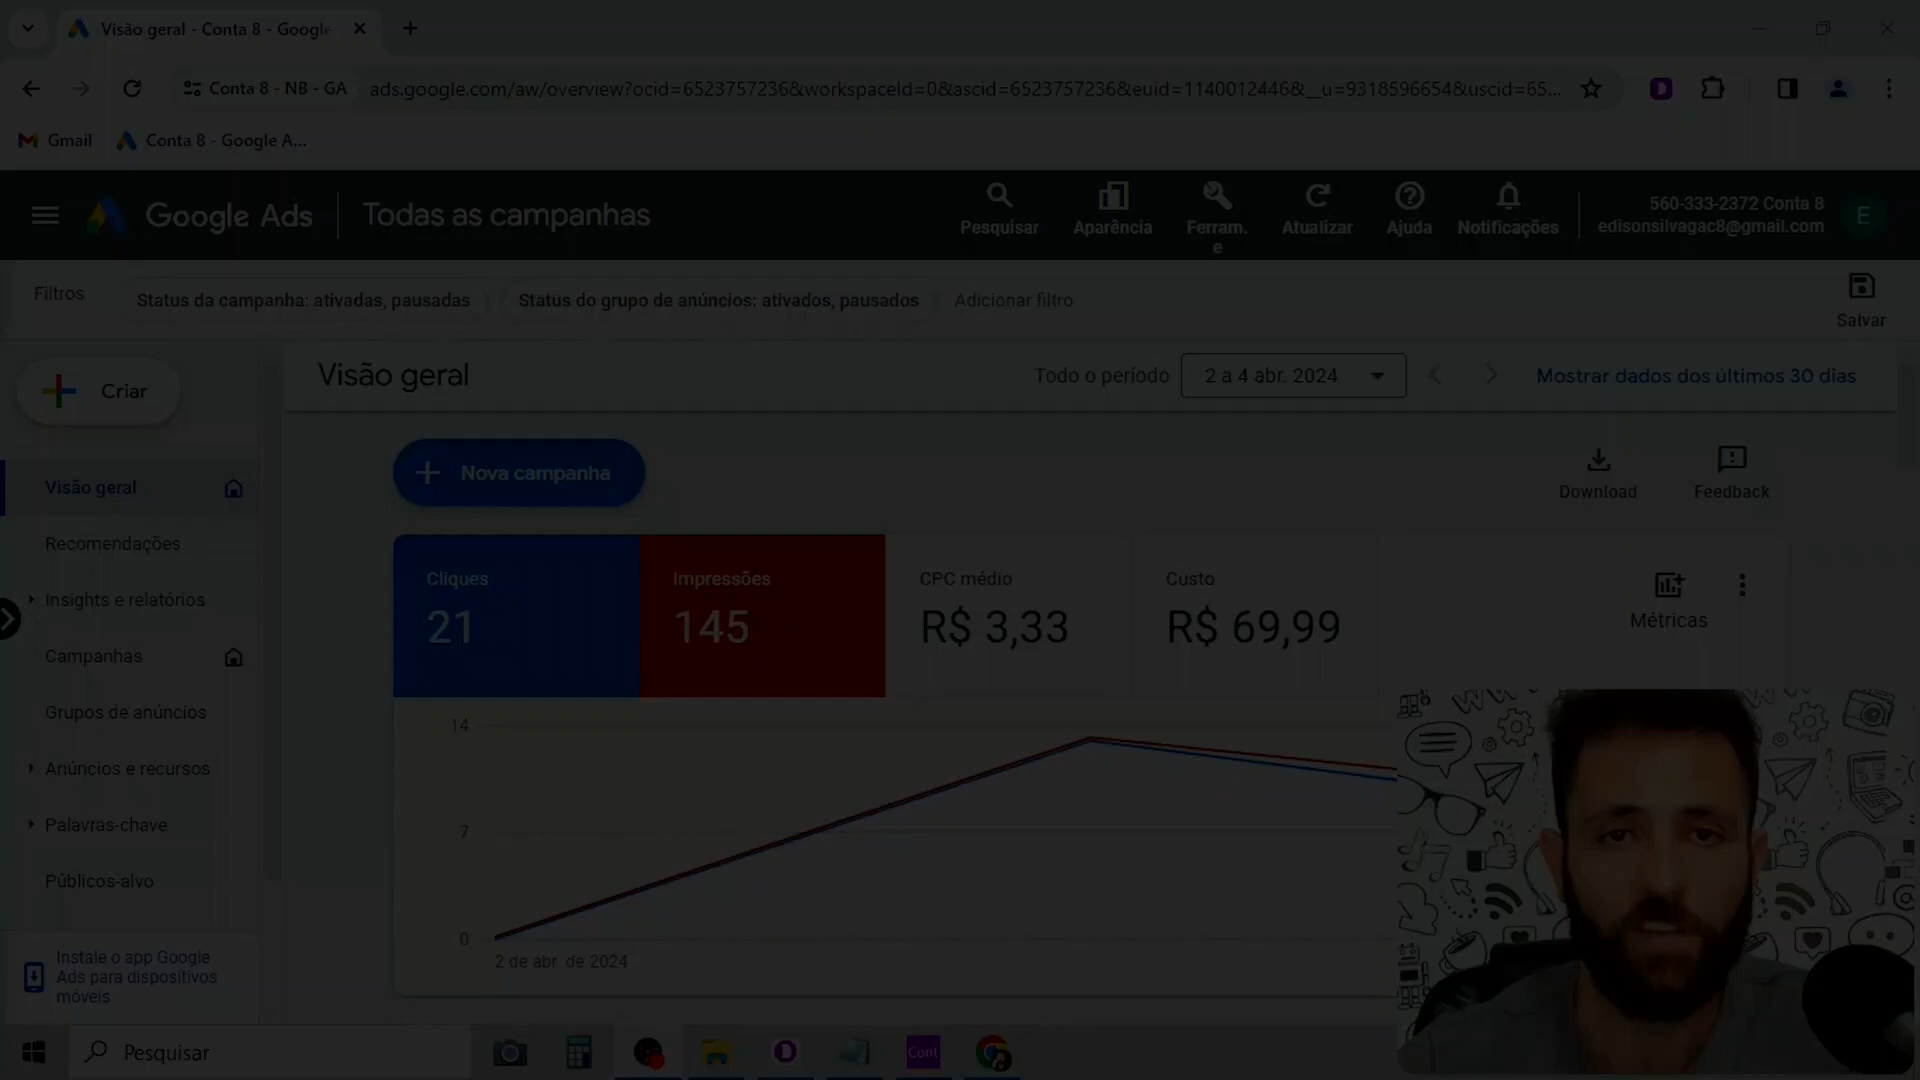 Visão geral - Conta 8 - Google
Conta 8 - NB - GA
ads.google.com/aw/overview?ocid=6523757236&workspaceId=0&ascid=6523757236&euid=1140012446&__u=9318596654&uscid=65...
Gmail
Conta 8 - Google A...
Google Ads
Todas as campanhas
Pesquisar
Aparência
Ferram.
e
Atualizar
Ajuda
Notificações
560-333-2372 Conta 8
edisonsilvagac8@gmail.com
E
Filtros
Status da campanha: ativadas, pausadas
Status do grupo de anúncios: ativados, pausados
Adicionar filtro
Salvar
Criar
Visão geral
Todo o período
2 a 4 abr. 2024
Mostrar dados dos últimos 30 dias
Nova campanha
Download
Feedback
Visão geral
Recomendações
Insights e relatórios
Campanhas
Grupos de anúncios
Anúncios e recursos
Palavras-chave
Públicos-alvo
Instale o app Google
Ads para dispositivos
móveis
Cliques
21
Impressões
145
CPC médio
R$ 3,33
Custo
R$ 69,99
Métricas
14
7
0
2 de abr. de 2024
Pesquisar
Cont